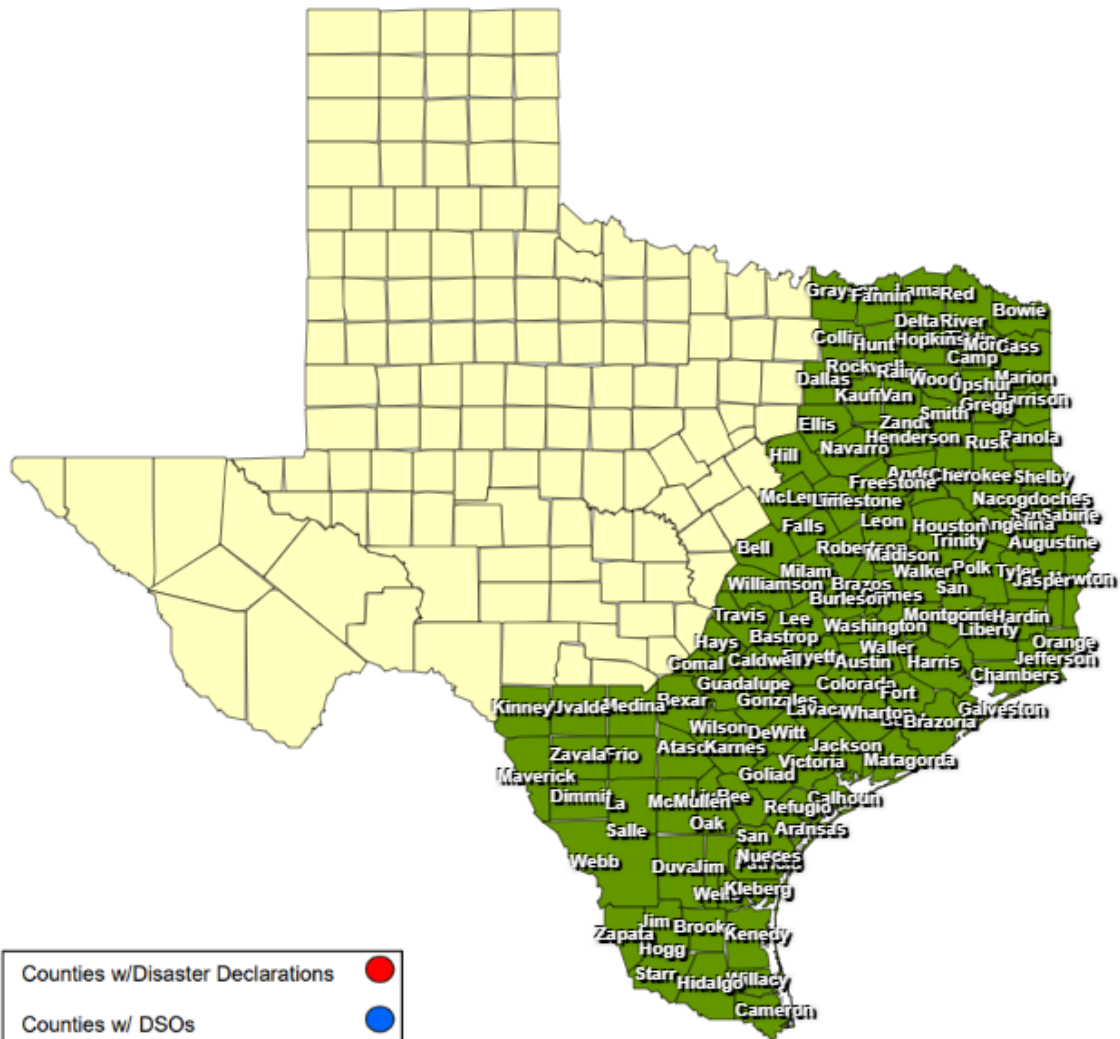 Grayson
Fannin
Lamar
Red
River
Bowie
Collin
Hunt
Delta
Hopkins
Cass
Camp
Rockwall
Dallas
Rains
Wood
Upshur
Marion
Van
Zandt
Smith
Gregg
Harrison
Ellis
Navarro
Henderson
Rusk
Panola
Hill
Freestone
Cherokee
Shelby
McLennan
Limestone
Nacogdoches
Sabine
Falls
Leon
Houston
Angelina
Trinity
Augustine
Bell
Robertson
Madison
Milam
Walker
Polk
Tyler
Jasper
Newton
Williamson
Brazos
San
Burleson
Travis
Lee
Washington
Hardin
Bastrop
Liberty
Hays
Waller
Orange
Comal
Caldwell
Austin
Harris
Jefferson
Chambers
Guadalupe
Colorado
Fort
Kinney
Uvalde
Medina
Bexar
Gonzales
Lavaca
Wharton
Brazoria
Galveston
Wilson
DeWitt
Zavala
Frio
Karnes
Jackson
Matagorda
Victoria
Maverick
Goliad
Dimmit
La
Salle
McMullen
Bee
Calhoun
Refugio
Oak
San
Aransas
Webb
Duval
Jim
Nueces
Wells
Kleberg
Jim
Hogg
Brooks
Kenedy
Zapata
Starr
Hidalgo
Willacy
Cameron
Counties w/Disaster Declarations
Counties w/ DSOs